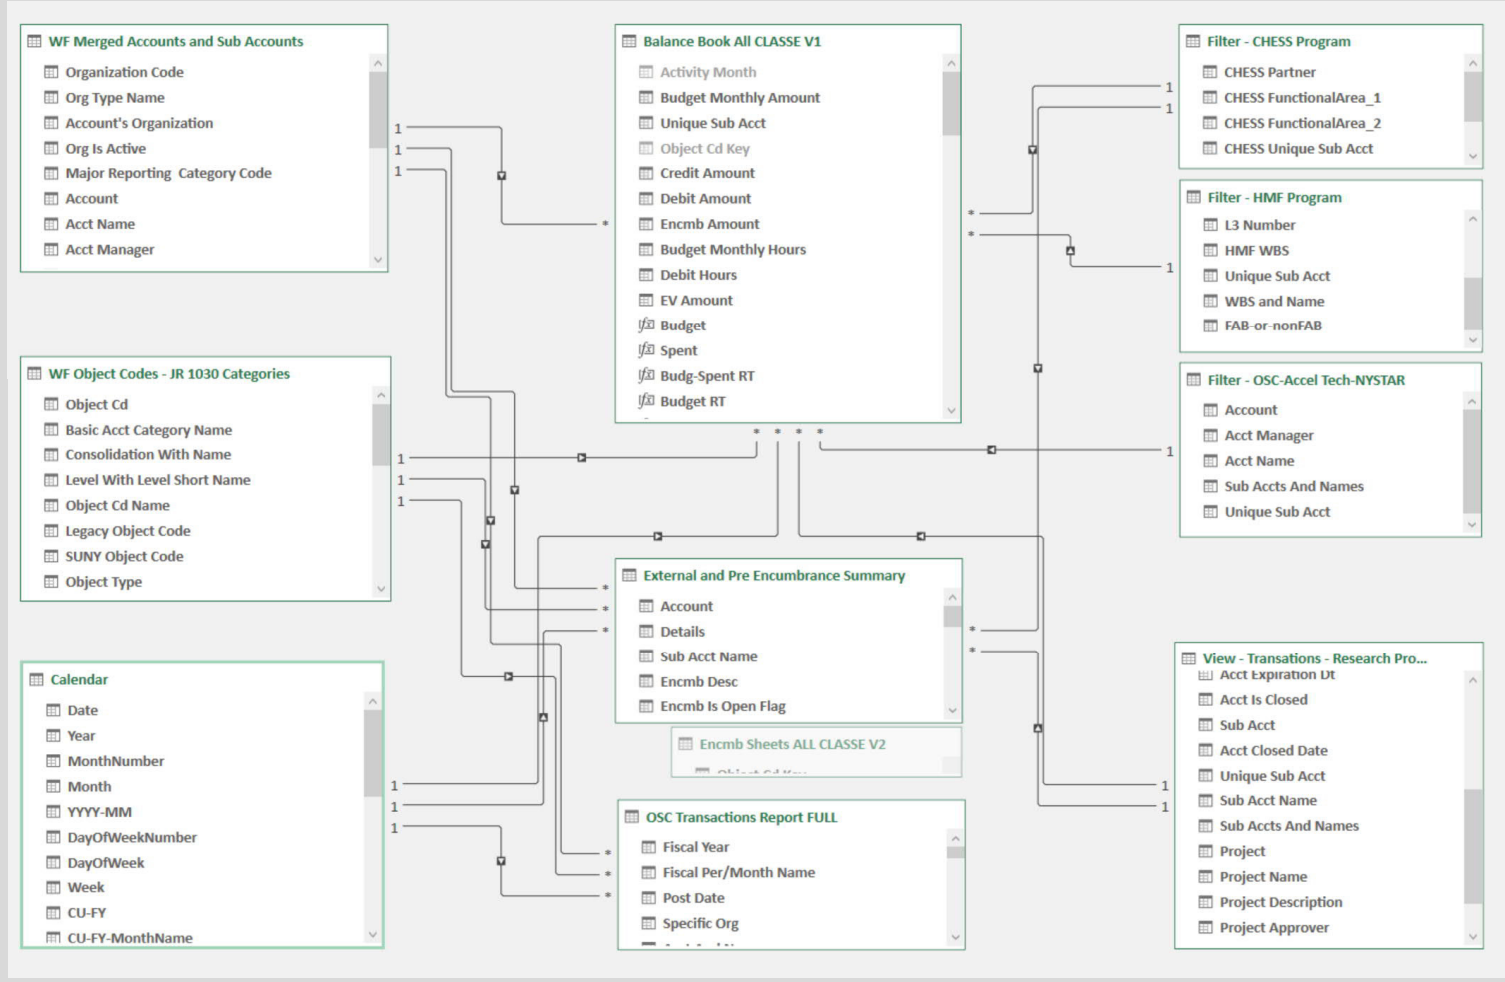 WF Merged Accounts and Sub Accounts
Organization Code
Org Type Name
Account's Organization
Org Is Active
Major Reporting  Category Code
Account
Acct Name
Acct Manager
1
1
1
WF Object Codes - JR 1030 Categories
Object Cd
Basic Acct Category Name
Consolidation With Name
Level With Level Short Name
Object Cd Name
Legacy Object Code
SUNY Object Code
Object Type
1
1
1
Calendar
Date
Year
MonthNumber
Month
YYYY-MM
DayOfWeekNumber
DayOfWeek
Week
CU-FY
CU-FY-MonthName
1
1
1
Balance Book All CLASSE V1
Activity Month
Budget Monthly Amount
Unique Sub Acct
Object Cd Key
Credit Amount
Debit Amount
Encmb Amount
Budget Monthly Hours
Debit Hours
EV Amount
fx Budget
fx Spent
fx Budg-Spent RT
fx Budget RT
*
* *
* * * *
External and Pre Encumbrance Summary
Account
Details
Sub Acct Name
Encmb Desc
Encmb Is Open Flag
* * *
* *
Encmb Sheets ALL CLASSE V2
Object Cd Key
OSC Transactions Report FULL
Fiscal Year
Fiscal Per/Month Name
Post Date
Specific Org
* * *
Filter - CHESS Program
CHESS Partner
CHESS FunctionalArea_1
CHESS FunctionalArea_2
CHESS Unique Sub Acct
1
1
Filter - HMF Program
L3 Number
HMF WBS
Unique Sub Acct
WBS and Name
FAB-or-nonFAB
1
Filter - OSC-Accel Tech-NYSTAR
Account
Acct Manager
Acct Name
Sub Accts And Names
Unique Sub Acct
1
View - Transations - Research Pro...
Acct Expiration Dt
Acct Is Closed
Sub Acct
Acct Closed Date
Unique Sub Acct
Sub Acct Name
Sub Accts And Names
Project
Project Name
Project Description
Project Approver
1
1